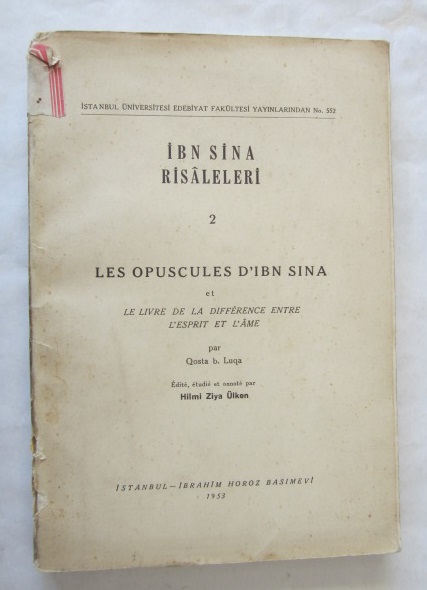 İSTANBUL ÜNİVERSİTESİ EDEBİYAT FAKÜLTESİ YAYINLARINDAN No. 552
İBN SİNA
RİSÂLELERİ
2
LES OPUSCULES D'IBN SINA
et
LE LIVRE DE LA DIFFÉRENCE ENTRE
L'ESPRIT ET L'ÂME
par
Qosta b. Luqa
Édité, étudié et annoté par
Hilmi Ziya Ülken
İSTANBUL — İBRAHİM HOROZ BASIMEVİ
1953